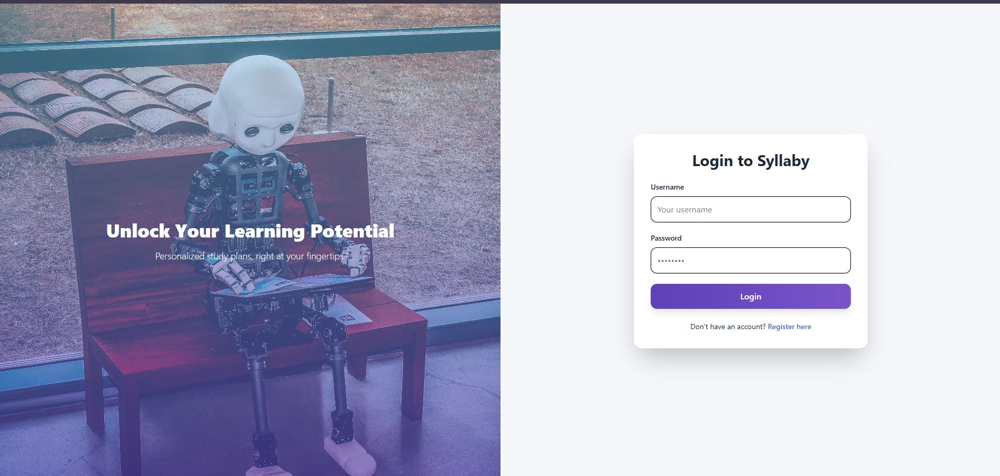 Unlock Your Learning Potential
Personalized study plans, right at your fingertips.
Login to Syllaby
Username
Your username
Password
••••••••
Login
Don't have an account? Register here